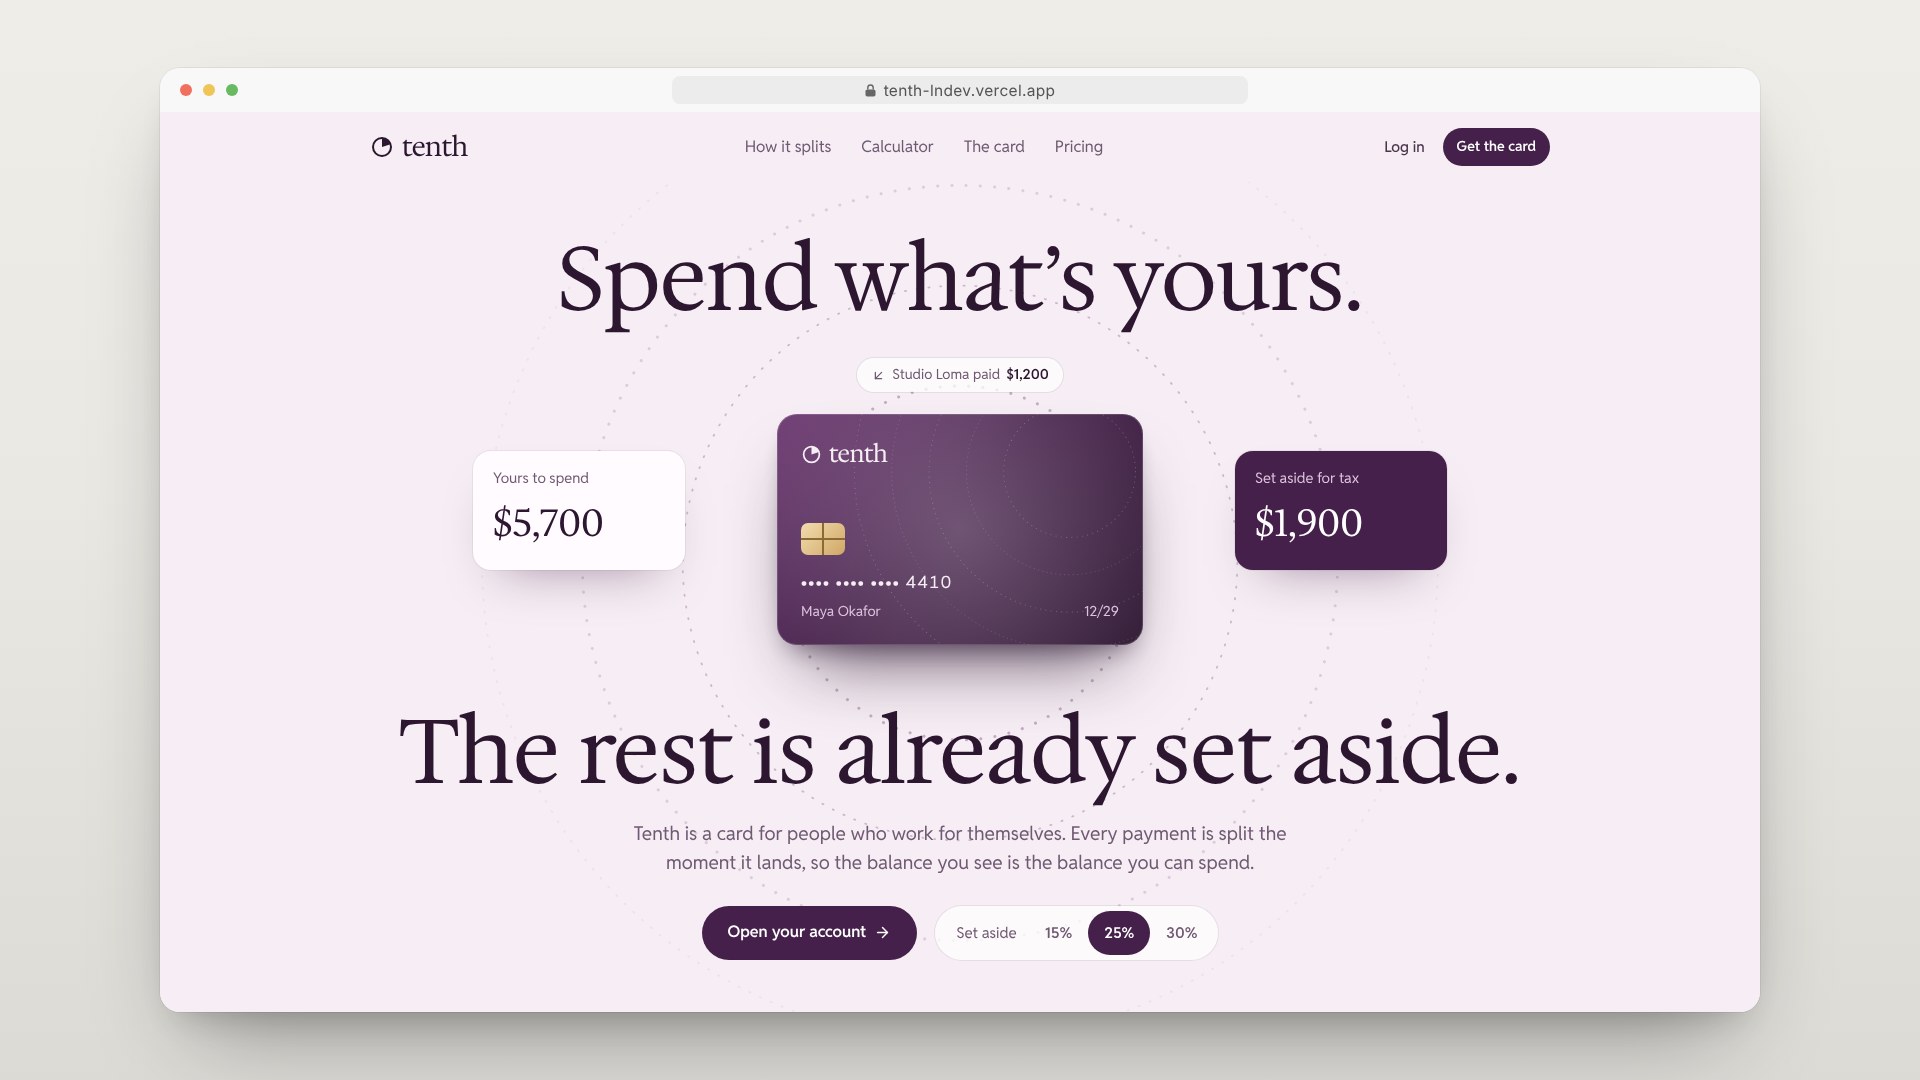 tenth-lndev.vercel.app
tenth
How it splits
Calculator
The card
Pricing
Log in
Get the card
Spend what’s yours.
Studio Loma paid $1,200
Yours to spend
$5,700
tenth
•••• •••• •••• 4410
Maya Okafor
12/29
Set aside for tax
$1,900
The rest is already set aside.
Tenth is a card for people who work for themselves. Every payment is split the
moment it lands, so the balance you see is the balance you can spend.
Open your account →
Set aside 15% 25% 30%